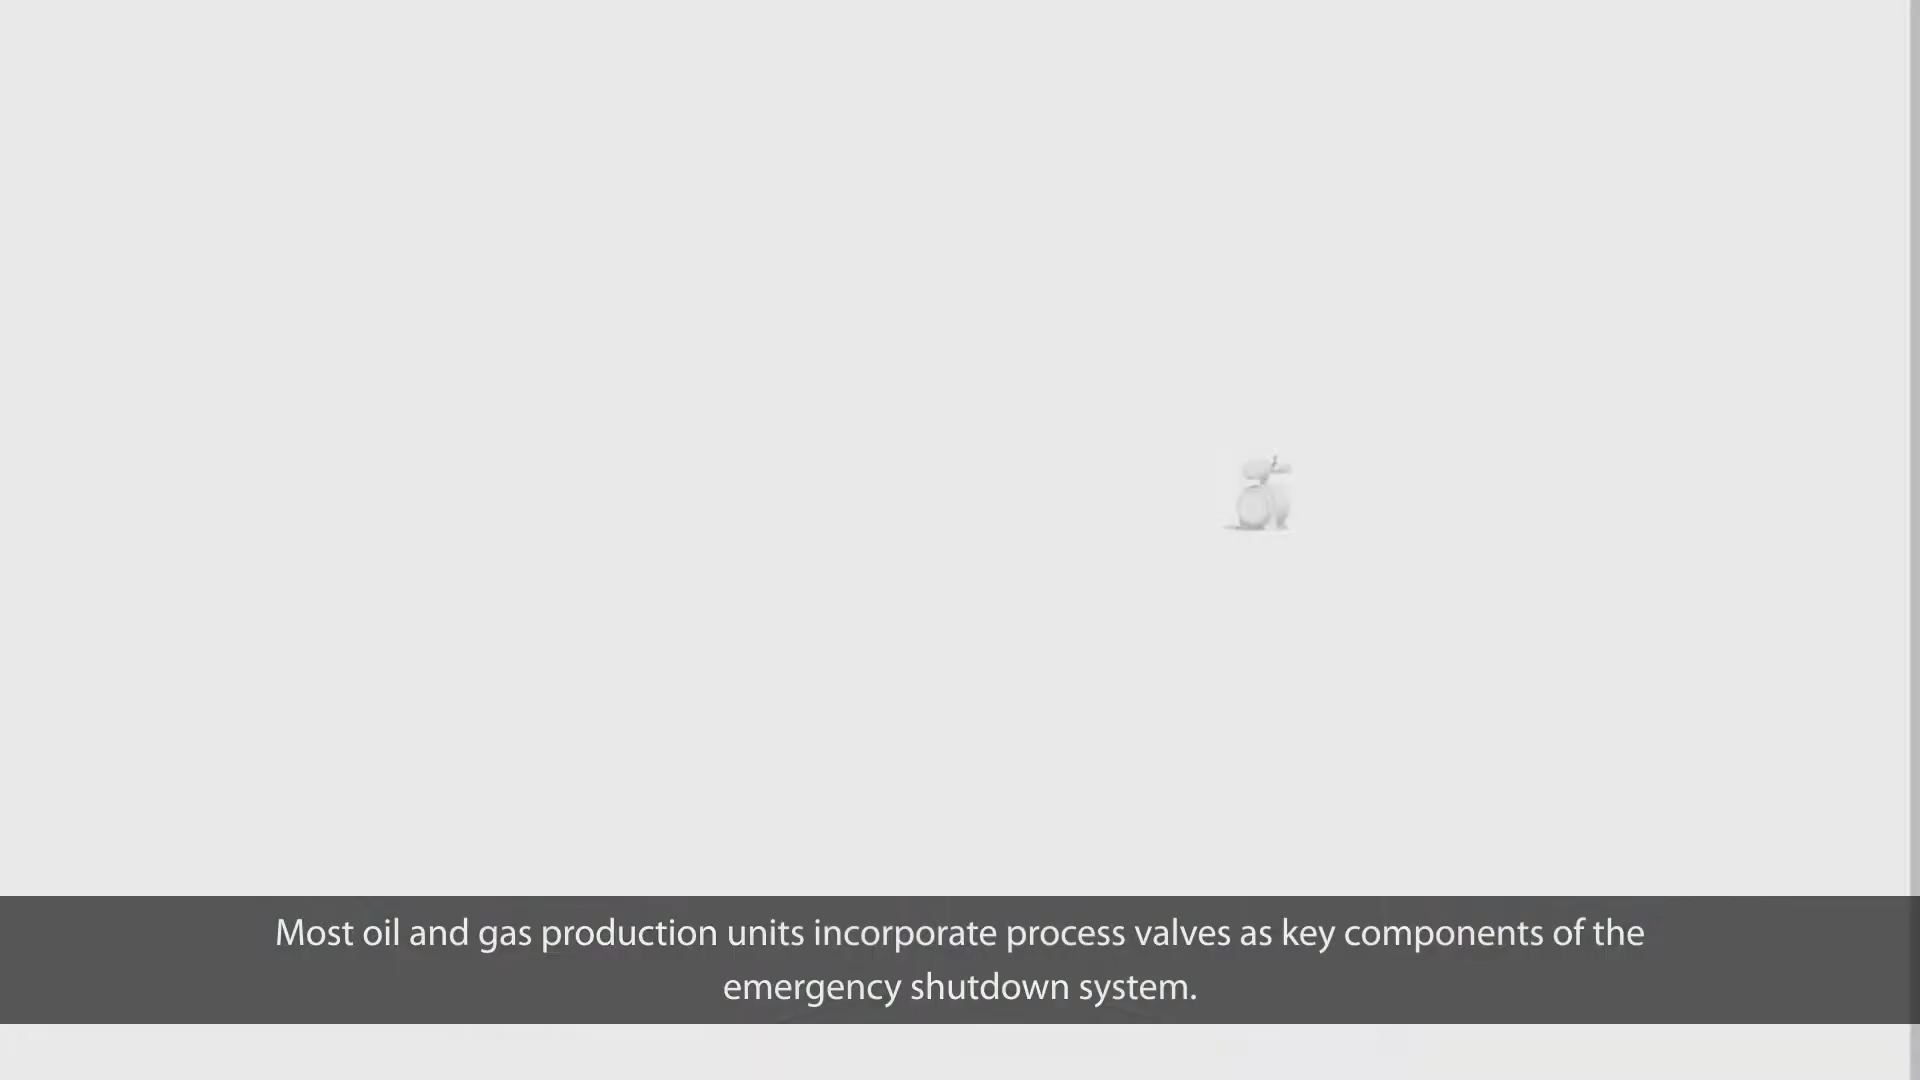 Most oil and gas production units incorporate process valves as key components of the
emergency shutdown system.